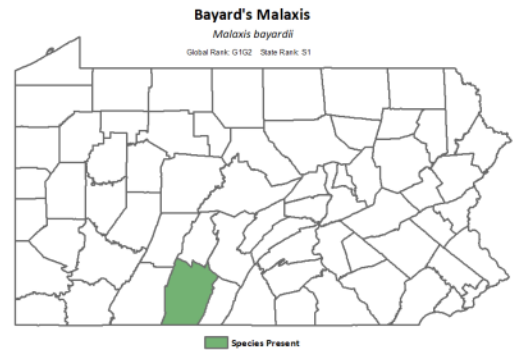 Bayard's Malaxis
Malaxis bayardii
Global Rank: G1G2 State Rank: S1
Species Present